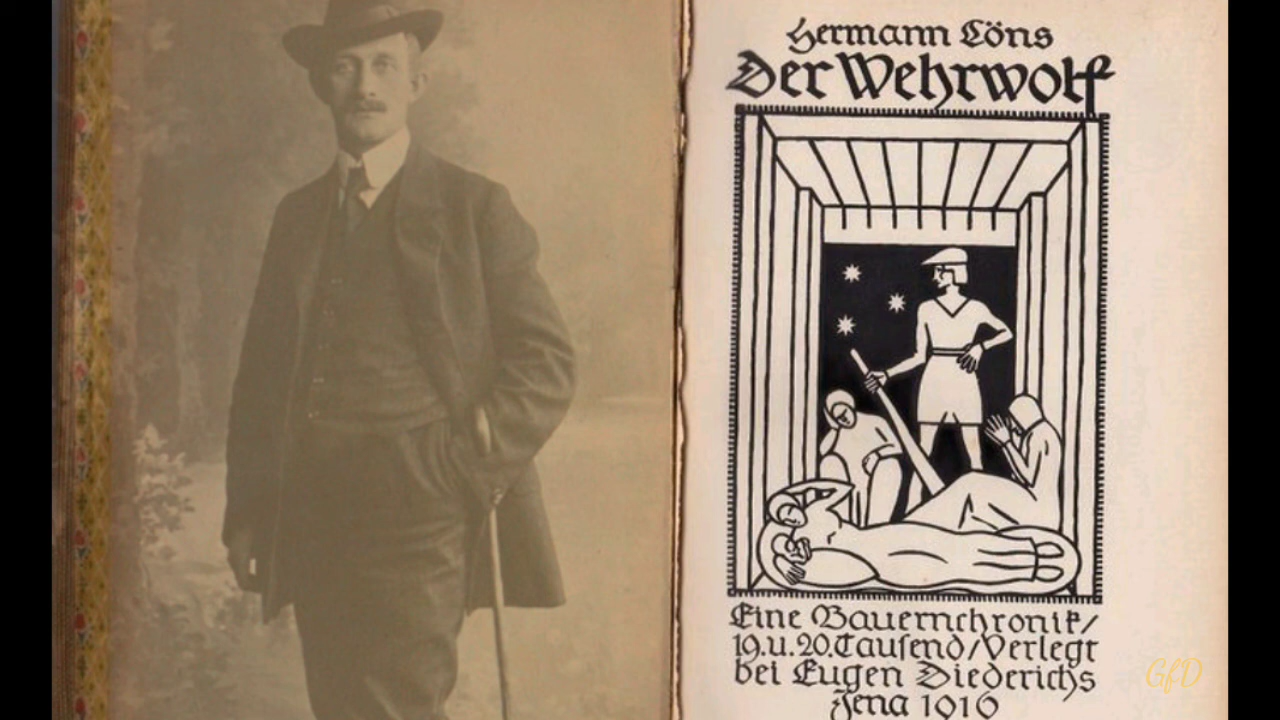 Hermann Löns
Der Wehrwolf
Eine Bauernchronik/
19.u.20.Tausend/Verlegt
bei Eugen Diederichs
Jena 1916
GfD